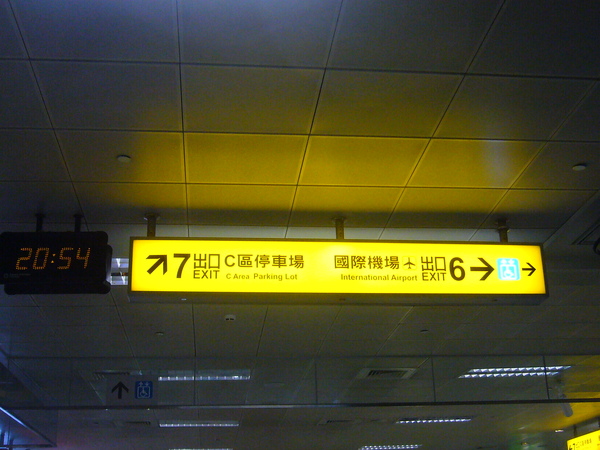 20:54
7 出口 EXIT
C區停車場
C Area Parking Lot
國際機場
International Airport
出口 EXIT 6